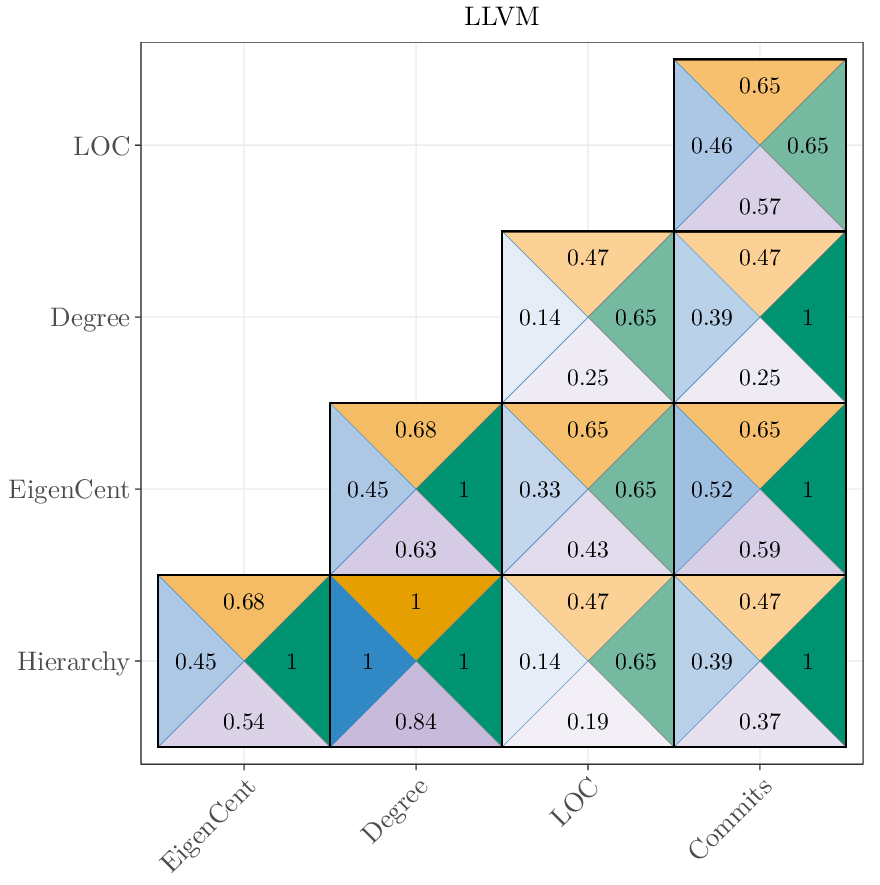 LLVM
0.65
LOC
0.46 0.65
0.57
0.47 0.47
Degree
0.14 0.65 0.39 1
0.25 0.25
0.68 0.65 0.65
EigenCent
0.45 1 0.33 0.65 0.52 1
0.63 0.43 0.59
0.68 1 0.47 0.47
Hierarchy
0.45 1 1 1 0.14 0.65 0.39 1
0.54 0.84 0.19 0.37
EigenCent Degree LOC Commits